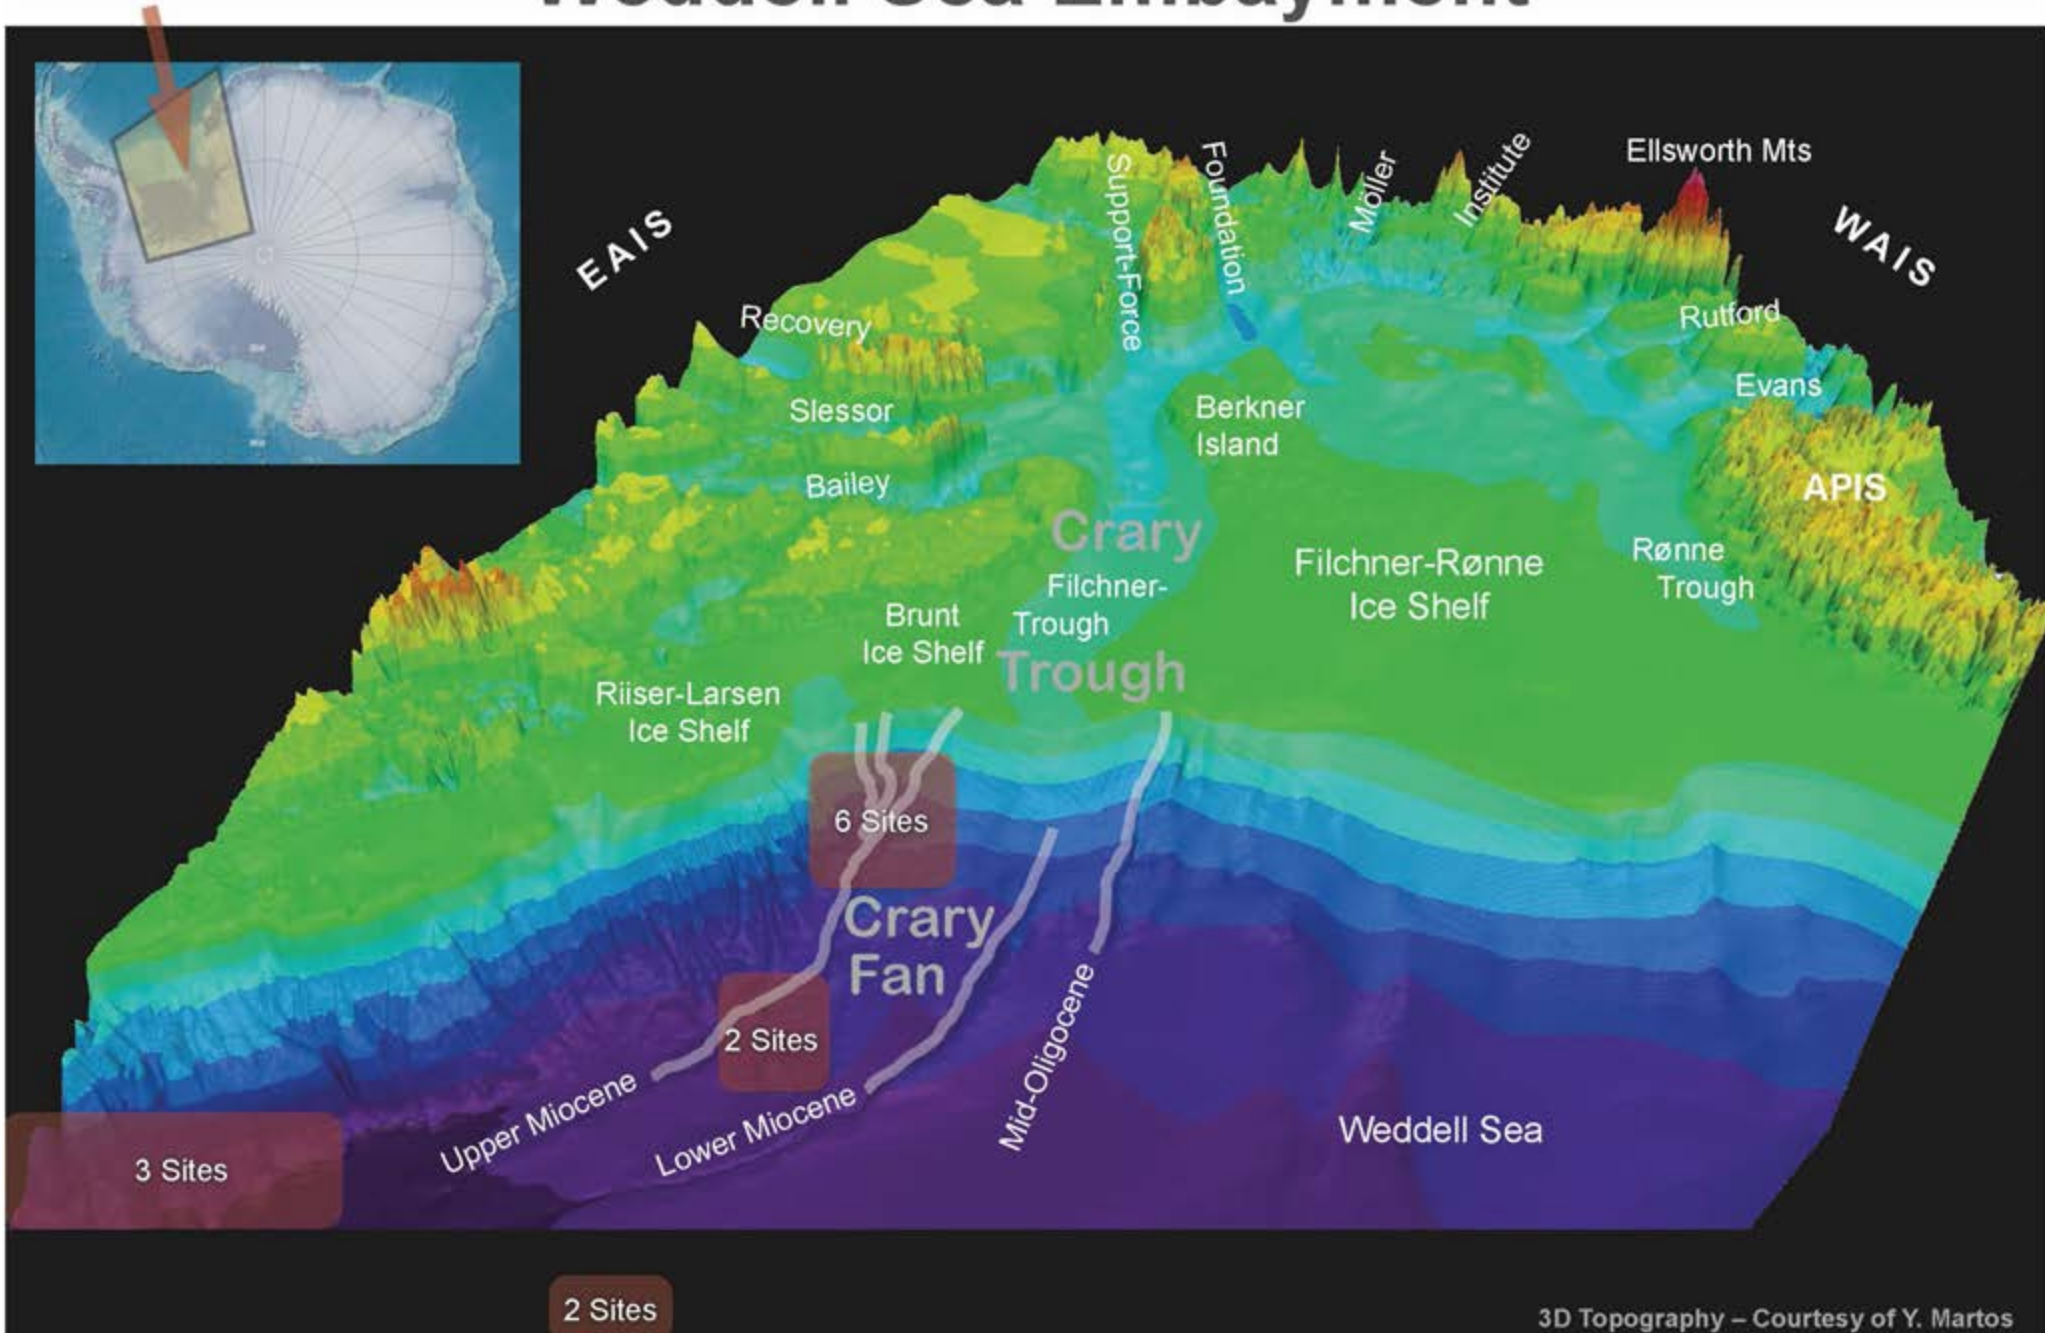 Weddell Sea Embayment
EAIS
WAIS
Support-Force
Foundation
Möller
Institute
Ellsworth Mts
Recovery
Rutford
Slessor
Berkner
Island
Evans
Bailey
APIS
Crary
Trough
Filchner-
Trough
Filchner-Rønne
Ice Shelf
Rønne
Trough
Brunt
Ice Shelf
Riiser-Larsen
Ice Shelf
6 Sites
Crary
Fan
2 Sites
Upper Miocene
Lower Miocene
Mid-Oligocene
Weddell Sea
3 Sites
2 Sites
3D Topography – Courtesy of Y. Martos